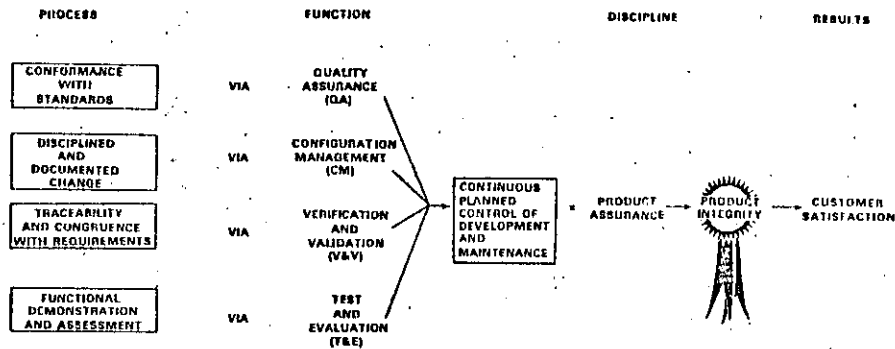 PROCESS FUNCTION DISCIPLINE RESULTS
CONFORMANCE
WITH
STANDARDS
VIA
QUALITY
ASSURANCE
(QA)
DISCIPLINED
AND
DOCUMENTED
CHANGE
VIA
CONFIGURATION
MANAGEMENT
(CM)
TRACEABILITY
AND CONGRUENCE
WITH REQUIREMENTS
VIA
VERIFICATION
AND
VALIDATION
(V&V)
FUNCTIONAL
DEMONSTRATION
AND ASSESSMENT
VIA
TEST
AND
EVALUATION
(T&E)
CONTINUOUS
PLANNED
CONTROL OF
DEVELOPMENT
AND
MAINTENANCE
PRODUCT
ASSURANCE
PRODUCT
INTEGRITY
CUSTOMER
SATISFACTION